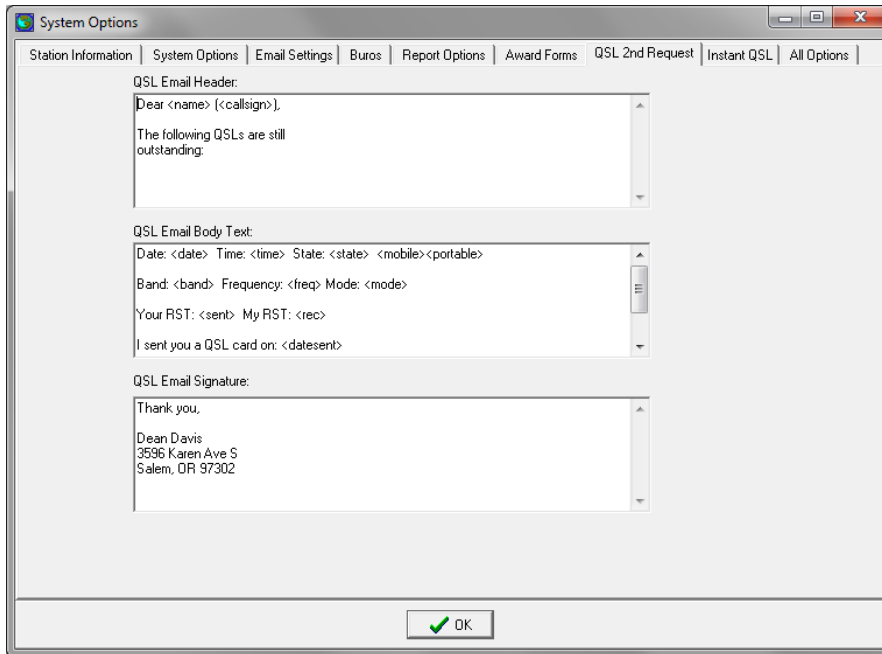 System Options
Station Information System Options Email Settings Buros Report Options Award Forms QSL 2nd Request Instant QSL All Options
QSL Email Header:
Dear <name> (<callsign>),
The following QSLs are still
outstanding:
QSL Email Body Text:
Date: <date> Time: <time> State: <state> <mobile><portable>
Band: <band> Frequency: <freq> Mode: <mode>
Your RST: <sent> My RST: <rec>
I sent you a QSL card on: <datesent>
QSL Email Signature:
Thank you,
Dean Davis
3596 Karen Ave S
Salem, OR 97302
OK